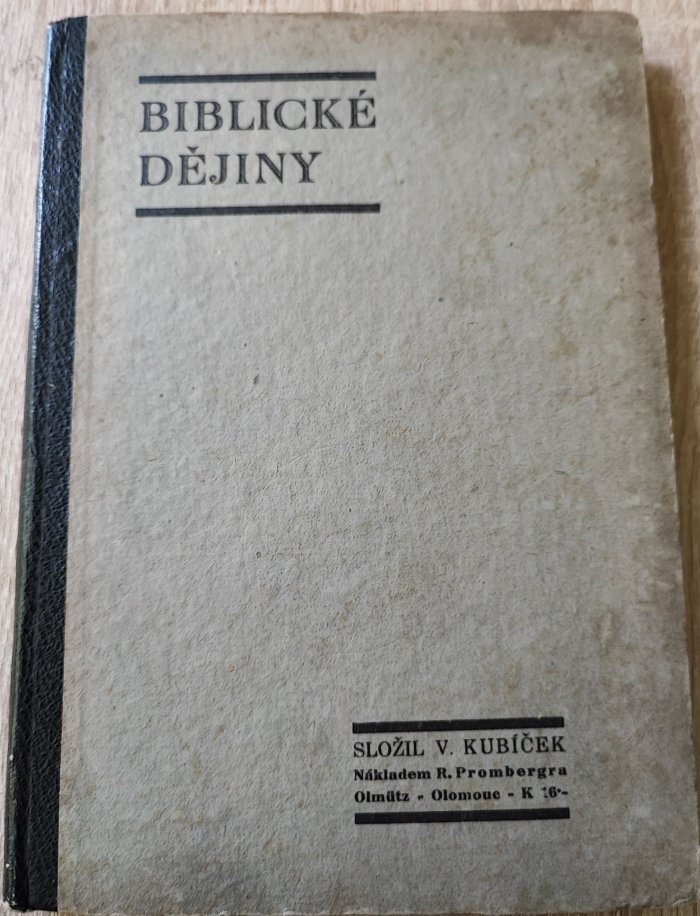 BIBLICKÉ
DĚJINY
SLOŽIL V. KUBÍČEK
Nákladem R. Prombergra
Olmütz - Olomouc - K 16·-